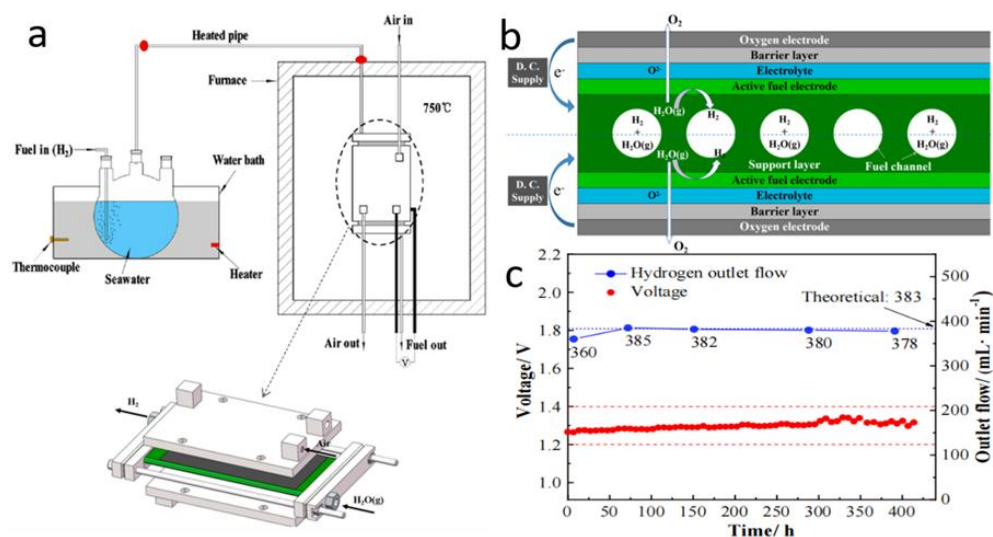 a
Heated pipe
Air in
Furnace
750℃
Fuel in (H₂)
Water bath
Thermocouple
Seawater
Heater
Air out
V
Fuel out
H₂
Air
H₂O(g)
b
O₂
Oxygen electrode
Barrier layer
D. C.
Supply
e⁻
O²⁻
Electrolyte
Active fuel electrode
H₂O(g)
H₂
+
H₂O(g)
H₂
H₂
+
H₂O(g)
H₂
+
H₂O(g)
H₂O(g)
H₂
Support layer
Fuel channel
Active fuel electrode
D. C.
Supply
e⁻
O²⁻
Electrolyte
Barrier layer
Oxygen electrode
O₂
c
Hydrogen outlet flow
Voltage
Theoretical: 383
360
385
382
380
378
Voltage/ V
2.2
2.0
1.8
1.6
1.4
1.2
1.0
Outlet flow/ (mL· min⁻¹)
500
400
300
200
100
0
0
50
100
150
200
250
300
350
400
Time/ h